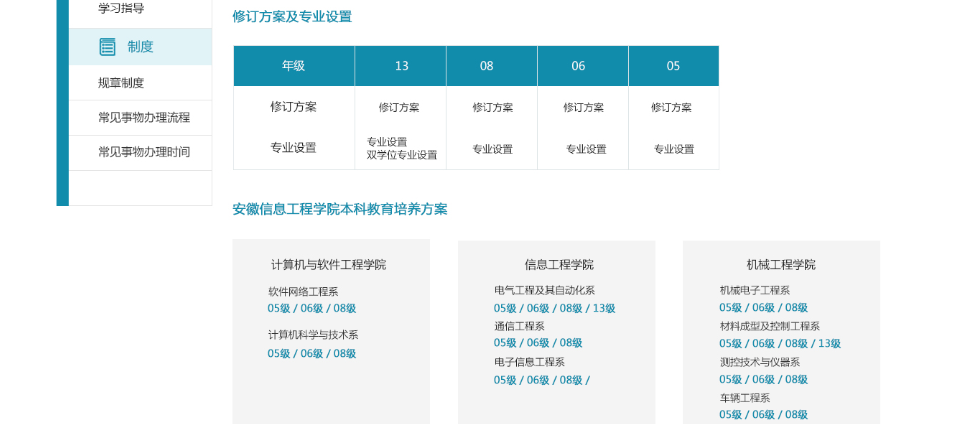 学习指导
制度
规章制度
常见事物办理流程
常见事物办理时间
修订方案及专业设置
年级 13 08 06 05
修订方案 修订方案 修订方案 修订方案 修订方案
专业设置 专业设置 双学位专业设置 专业设置 专业设置 专业设置
安徽信息工程学院本科教育培养方案
计算机与软件工程学院
软件网络工程系
05级 / 06级 / 08级
计算机科学与技术系
05级 / 06级 / 08级
信息工程学院
电气工程及其自动化系
05级 / 06级 / 08级 / 13级
通信工程系
05级 / 06级 / 08级
电子信息工程系
05级 / 06级 / 08级 /
机械工程学院
机械电子工程系
05级 / 06级 / 08级
材料成型及控制工程系
05级 / 06级 / 08级 / 13级
测控技术与仪器系
05级 / 06级 / 08级
车辆工程系
05级 / 06级 / 08级